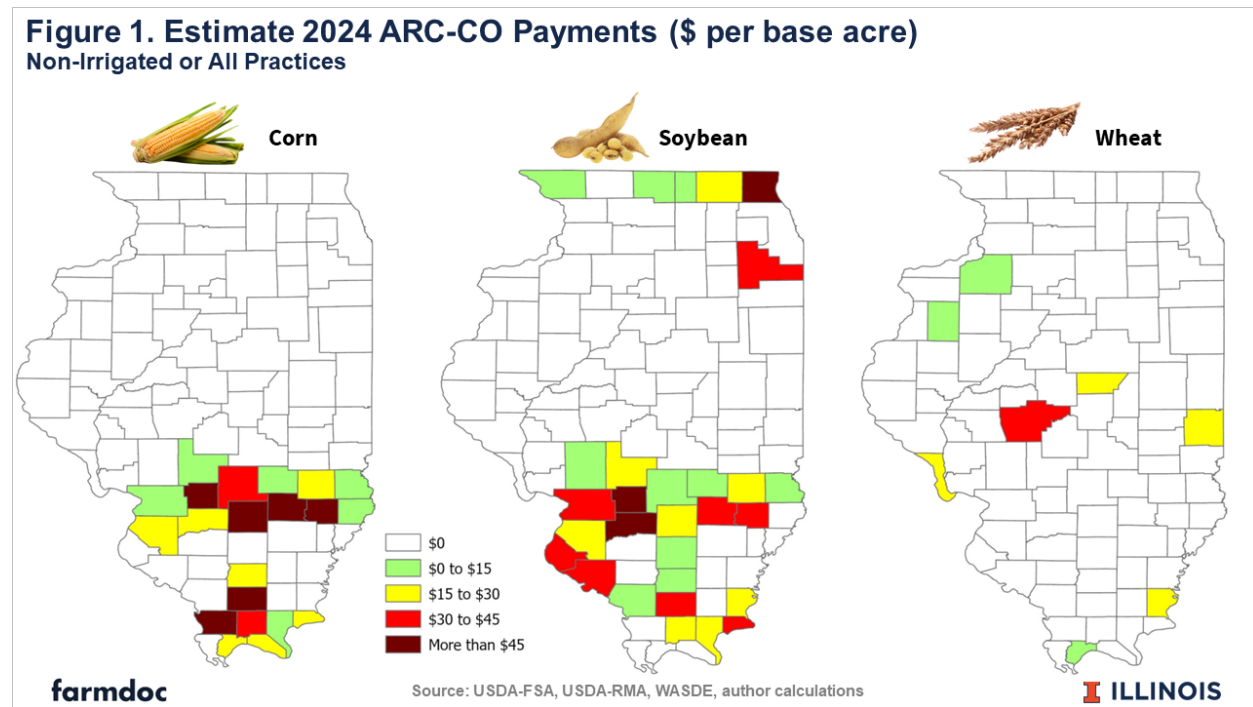 Figure 1. Estimate 2024 ARC-CO Payments ($ per base acre)
Non-Irrigated or All Practices
Corn
Soybean
Wheat
$0
$0 to $15
$15 to $30
$30 to $45
More than $45
farmdoc
Source: USDA-FSA, USDA-RMA, WASDE, author calculations
I ILLINOIS